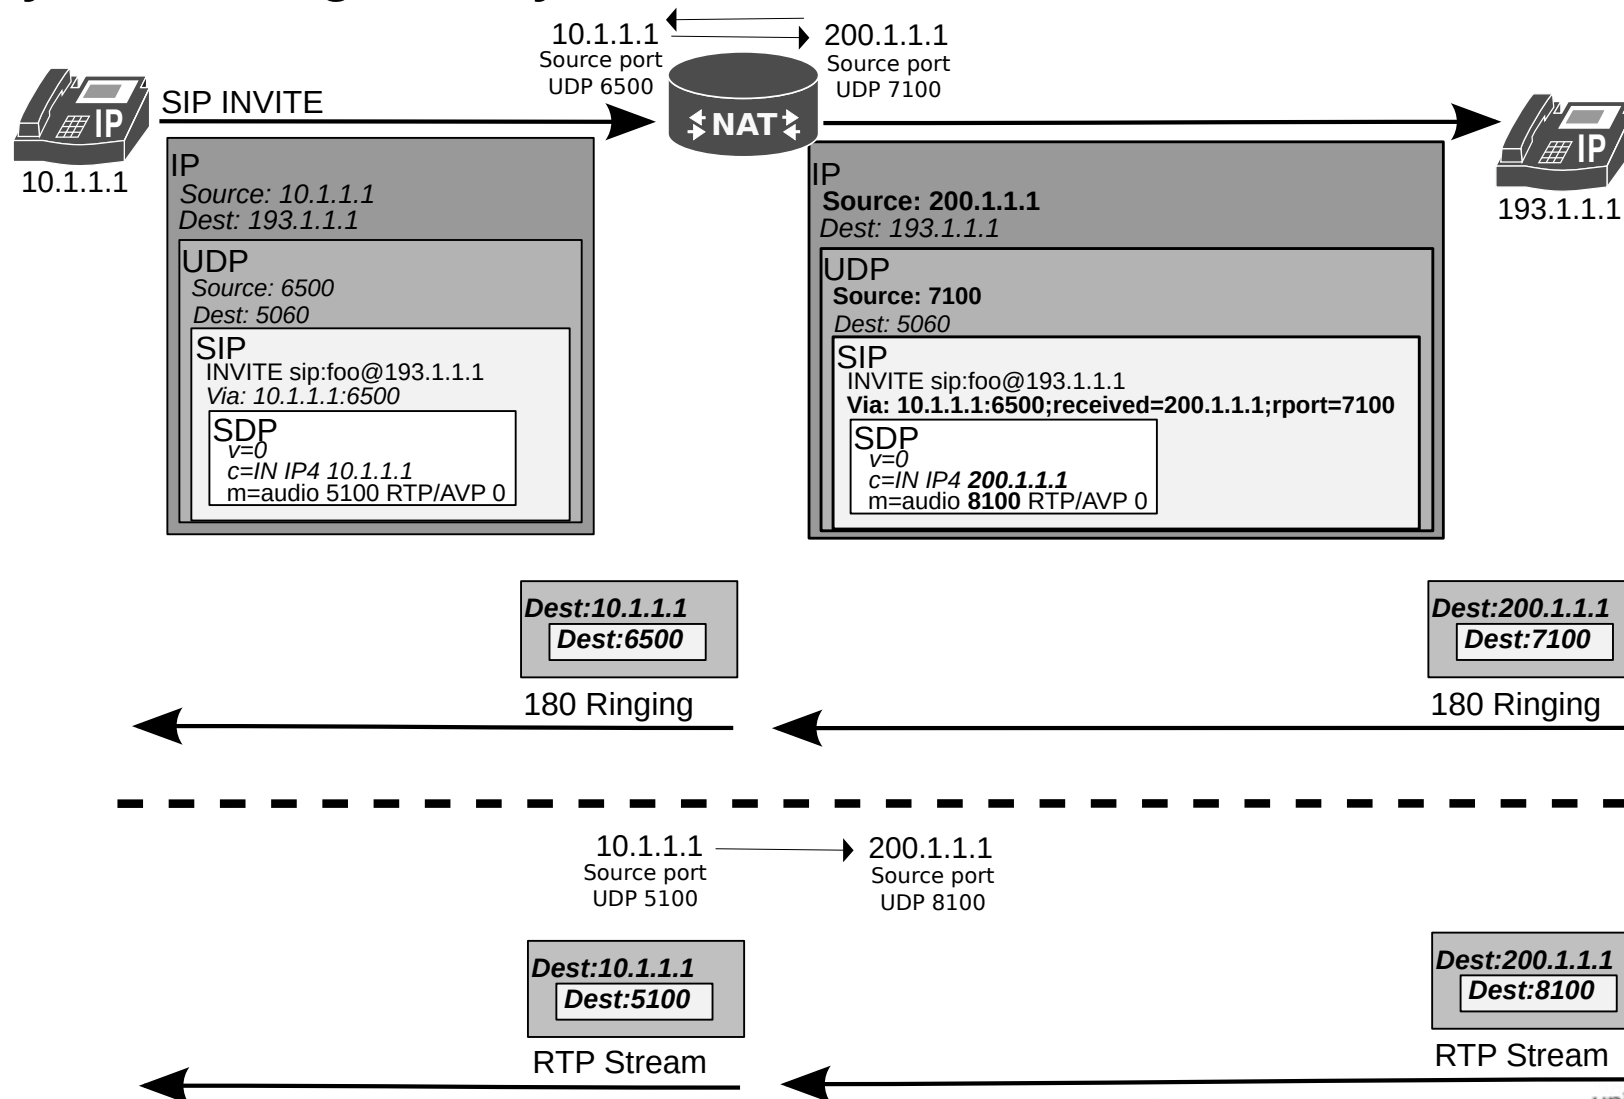 10.1.1.1
Source port
UDP 6500
200.1.1.1
Source port
UDP 7100
SIP INVITE
IP
10.1.1.1
NAT
IP
193.1.1.1
IP
Source: 10.1.1.1
Dest: 193.1.1.1
UDP
Source: 6500
Dest: 5060
SIP
INVITE sip:foo@193.1.1.1
Via: 10.1.1.1:6500
SDP
v=0
c=IN IP4 10.1.1.1
m=audio 5100 RTP/AVP 0
IP
Source: 200.1.1.1
Dest: 193.1.1.1
UDP
Source: 7100
Dest: 5060
SIP
INVITE sip:foo@193.1.1.1
Via: 10.1.1.1:6500;received=200.1.1.1;rport=7100
SDP
v=0
c=IN IP4 200.1.1.1
m=audio 8100 RTP/AVP 0
Dest:10.1.1.1
Dest:6500
180 Ringing
Dest:200.1.1.1
Dest:7100
180 Ringing
10.1.1.1
Source port
UDP 5100
200.1.1.1
Source port
UDP 8100
Dest:10.1.1.1
Dest:5100
RTP Stream
Dest:200.1.1.1
Dest:8100
RTP Stream